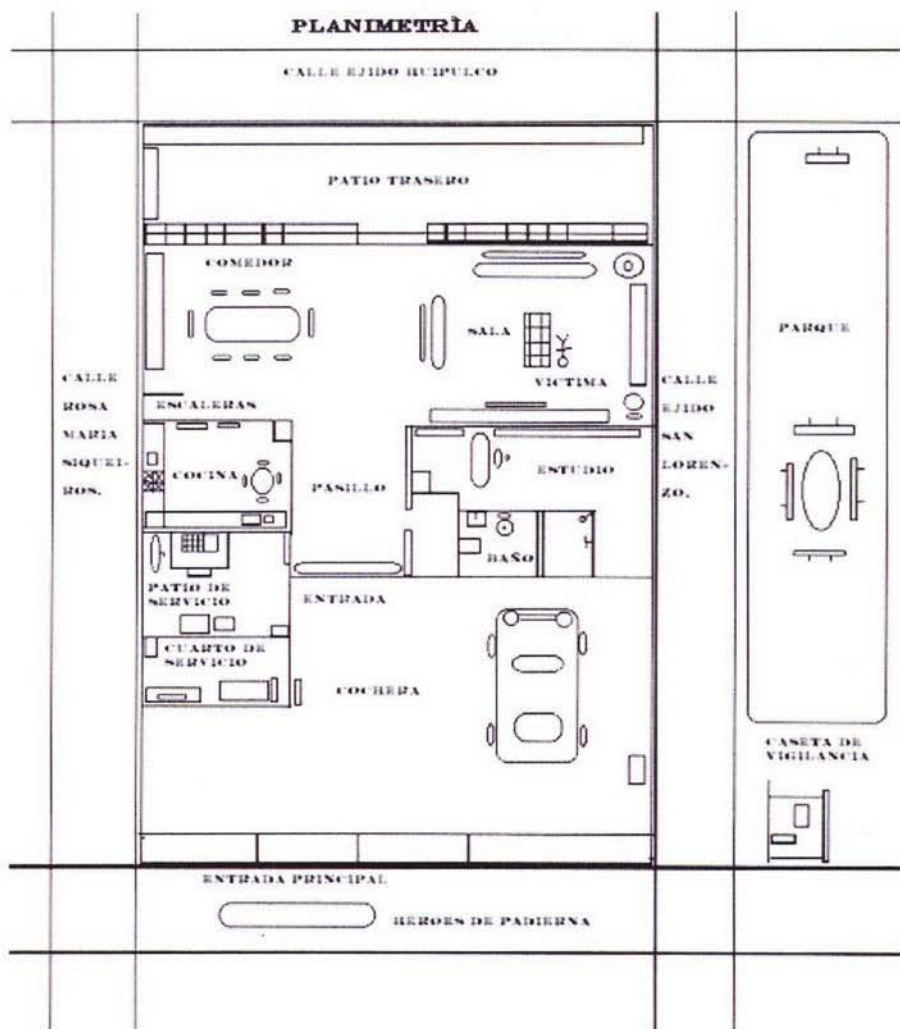 PLANIMETRÌA
CALLE EJIDO HUIPULCO
PATIO TRASERO
COMEDOR
SALA
VICTIMA
PARQUE
CALLE
ROSA
MARIA
SIQUEI-
ROS.
CALLE
EJIDO
SAN
LOREN-
ZO.
ESCALERAS
COCINA
PASILLO
ESTUDIO
BAÑO
PATIO DE
SERVICIO
ENTRADA
CUARTO DE
SERVICIO
COCHERA
CASETA DE
VIGILANCIA
ENTRADA PRINCIPAL
HÉROES DE PADIERNA